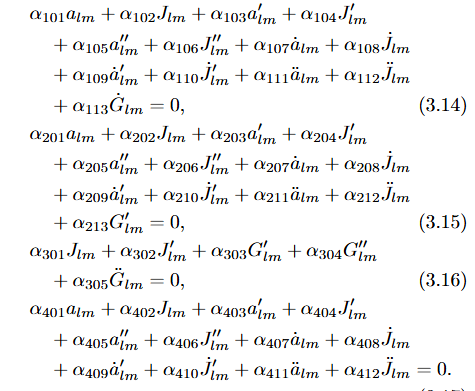 α₁₀₁aₗₘ + α₁₀₂Jₗₘ + α₁₀₃a′ₗₘ + α₁₀₄J′ₗₘ
+ α₁₀₅a″ₗₘ + α₁₀₆J″ₗₘ + α₁₀₇ȧₗₘ + α₁₀₈J̇ₗₘ
+ α₁₀₉ȧ′ₗₘ + α₁₁₀J̇′ₗₘ + α₁₁₁äₗₘ + α₁₁₂J̈ₗₘ
+ α₁₁₃Ġₗₘ = 0, (3.14)
α₂₀₁aₗₘ + α₂₀₂Jₗₘ + α₂₀₃a′ₗₘ + α₂₀₄J′ₗₘ
+ α₂₀₅a″ₗₘ + α₂₀₆J″ₗₘ + α₂₀₇ȧₗₘ + α₂₀₈J̇ₗₘ
+ α₂₀₉ȧ′ₗₘ + α₂₁₀J̇′ₗₘ + α₂₁₁äₗₘ + α₂₁₂J̈ₗₘ
+ α₂₁₃G′ₗₘ = 0, (3.15)
α₃₀₁Jₗₘ + α₃₀₂J′ₗₘ + α₃₀₃G′ₗₘ + α₃₀₄G″ₗₘ
+ α₃₀₅G̈ₗₘ = 0, (3.16)
α₄₀₁aₗₘ + α₄₀₂Jₗₘ + α₄₀₃a′ₗₘ + α₄₀₄J′ₗₘ
+ α₄₀₅a″ₗₘ + α₄₀₆J″ₗₘ + α₄₀₇ȧₗₘ + α₄₀₈J̇ₗₘ
+ α₄₀₉ȧ′ₗₘ + α₄₁₀J̇′ₗₘ + α₄₁₁äₗₘ + α₄₁₂J̈ₗₘ = 0.